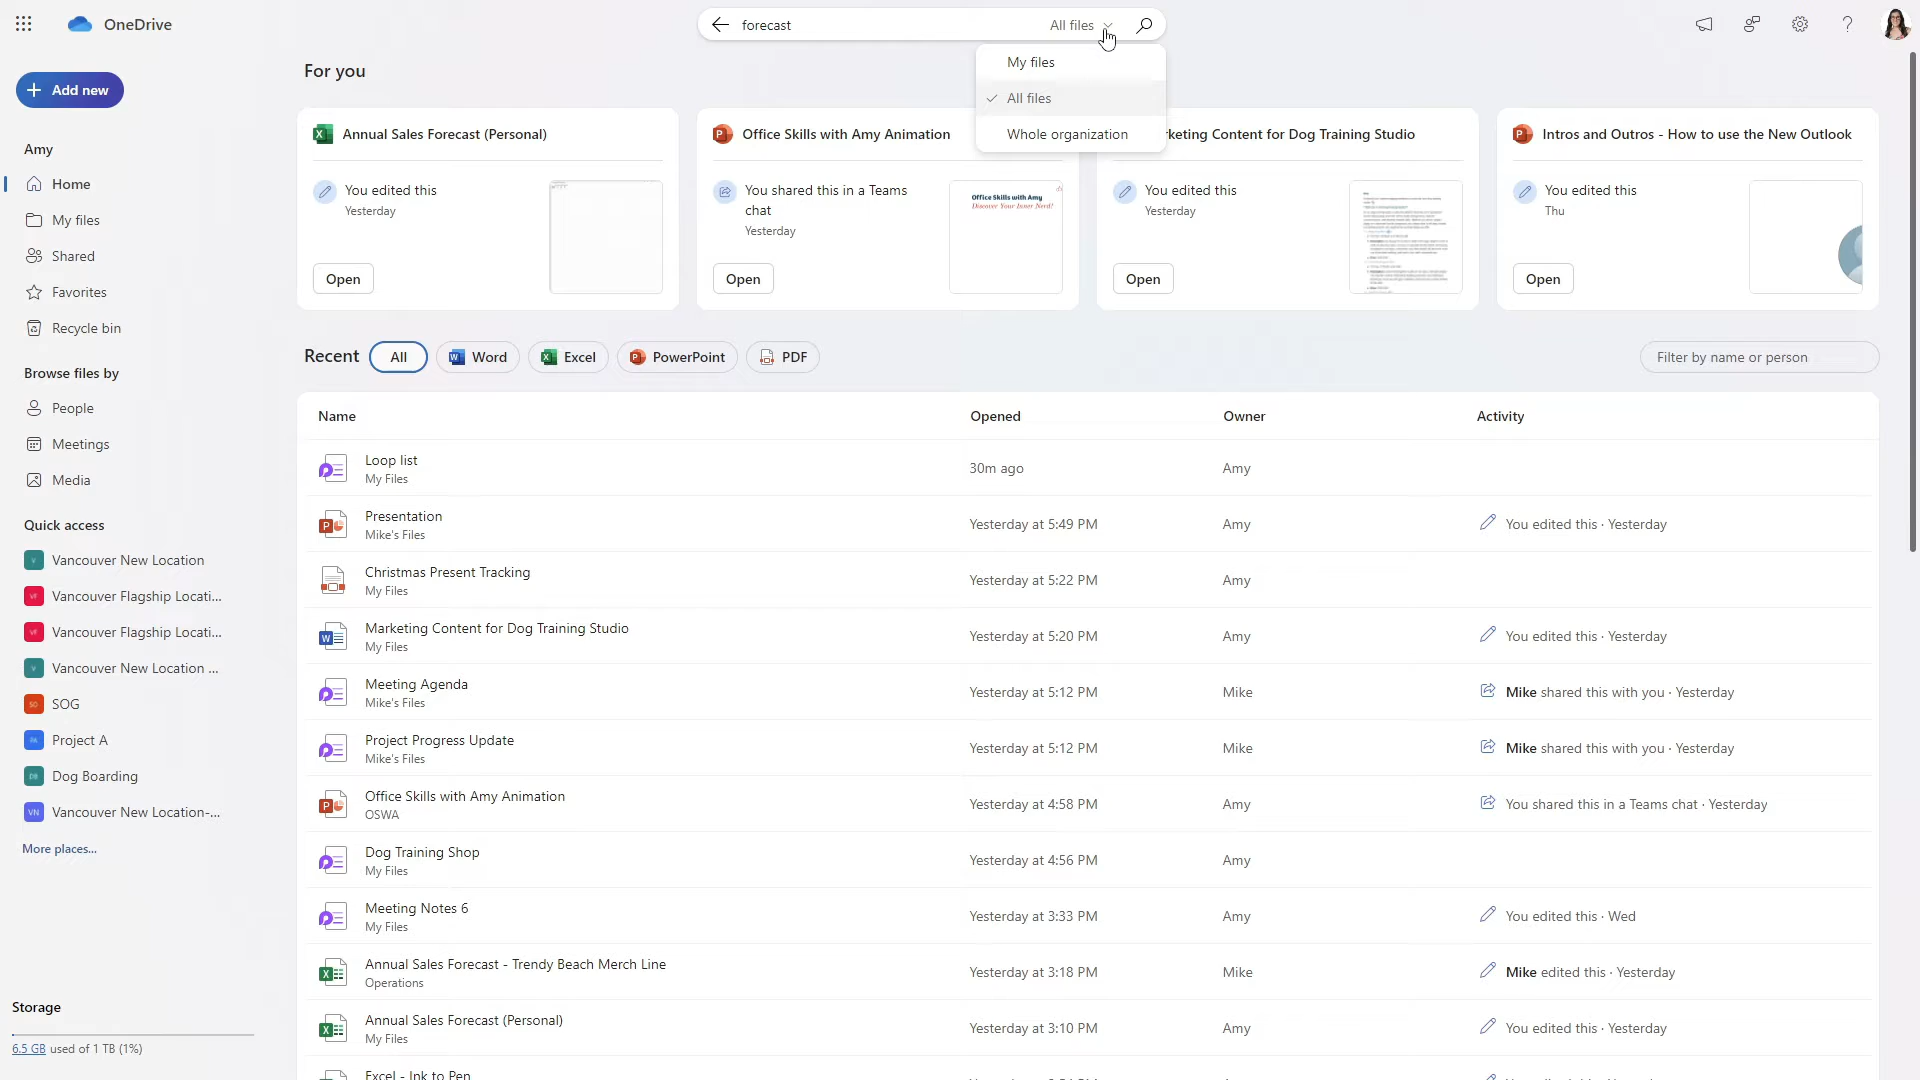 OneDrive
forecast
All files
My files
All files
Whole organization
Add new
Amy
Home
My files
Shared
Favorites
Recycle bin
Browse files by
People
Meetings
Media
Quick access
Vancouver New Location
Vancouver Flagship Locati...
Vancouver Flagship Locati...
Vancouver New Location ...
SOG
Project A
Dog Boarding
Vancouver New Location-...
More places...
Storage
6.5 GB used of 1 TB (1%)
For you
Annual Sales Forecast (Personal)
You edited this
Yesterday
Open
Office Skills with Amy Animation
You shared this in a Teams
chat
Yesterday
Office Skills with Amy
Discover Your Inner Nerd!
Open
keting Content for Dog Training Studio
You edited this
Yesterday
Open
Intros and Outros - How to use the New Outlook
You edited this
Thu
Open
Recent
All
Word
Excel
PowerPoint
PDF
Filter by name or person
Name Opened Owner Activity
Loop list
My Files
30m ago
Amy
Presentation
Mike's Files
Yesterday at 5:49 PM
Amy
You edited this · Yesterday
Christmas Present Tracking
My Files
Yesterday at 5:22 PM
Amy
Marketing Content for Dog Training Studio
My Files
Yesterday at 5:20 PM
Amy
You edited this · Yesterday
Meeting Agenda
Mike's Files
Yesterday at 5:12 PM
Mike
Mike shared this with you · Yesterday
Project Progress Update
Mike's Files
Yesterday at 5:12 PM
Mike
Mike shared this with you · Yesterday
Office Skills with Amy Animation
OSWA
Yesterday at 4:58 PM
Amy
You shared this in a Teams chat · Yesterday
Dog Training Shop
My Files
Yesterday at 4:56 PM
Amy
Meeting Notes 6
My Files
Yesterday at 3:33 PM
Amy
You edited this · Wed
Annual Sales Forecast - Trendy Beach Merch Line
Operations
Yesterday at 3:18 PM
Mike
Mike edited this · Yesterday
Annual Sales Forecast (Personal)
My Files
Yesterday at 3:10 PM
Amy
You edited this · Yesterday
Excel - Ink to Pen